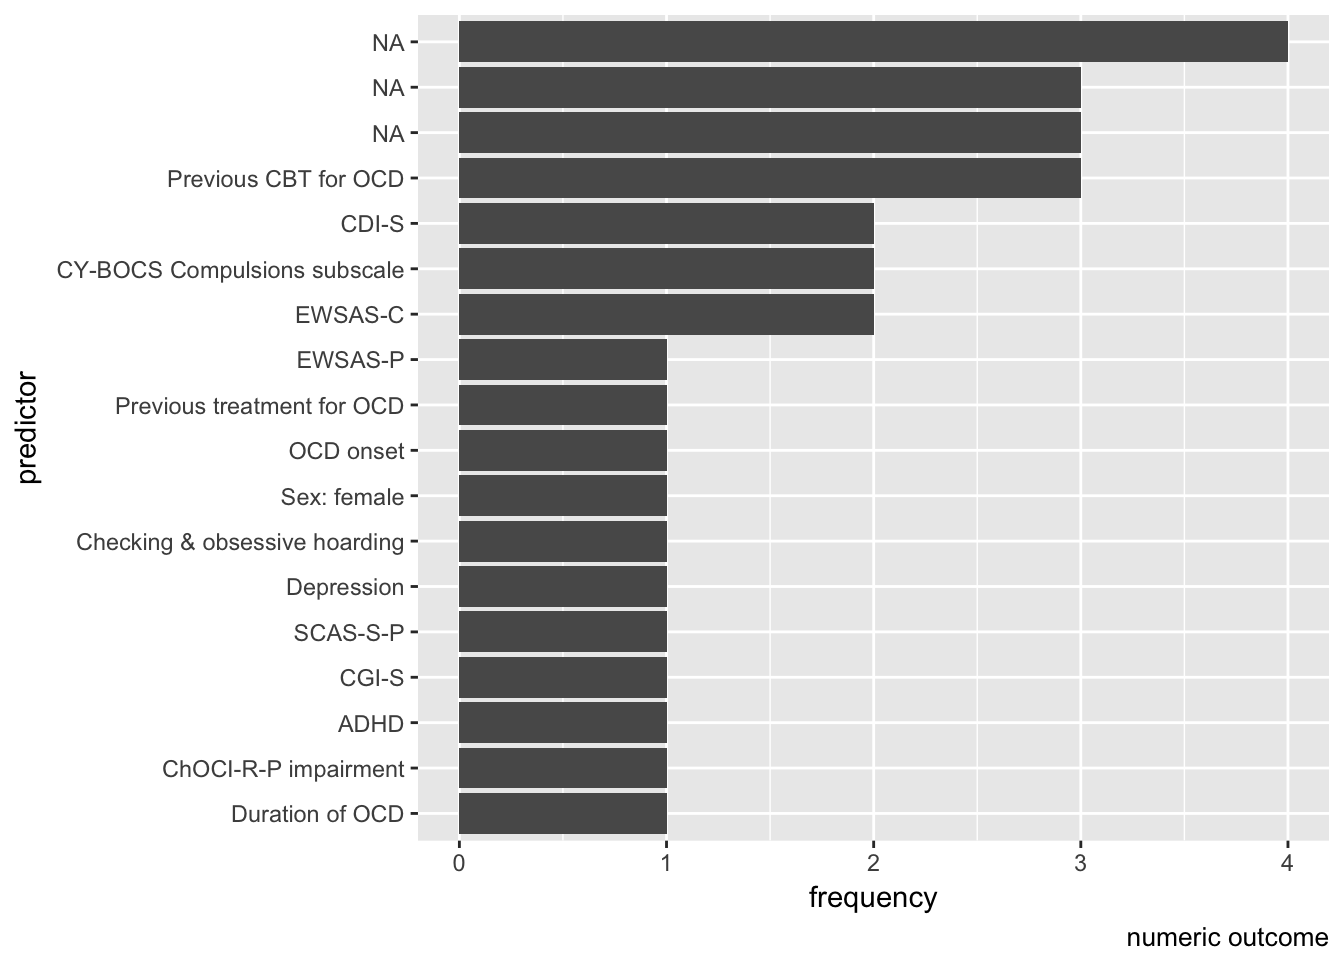 NA
NA
NA
Previous CBT for OCD
CDI-S
CY-BOCS Compulsions subscale
EWSAS-C
EWSAS-P
Previous treatment for OCD
OCD onset
Sex: female
Checking & obsessive hoarding
Depression
SCAS-S-P
CGI-S
ADHD
ChOCI-R-P impairment
Duration of OCD
predictor
0 1 2 3 4
frequency
numeric outcome